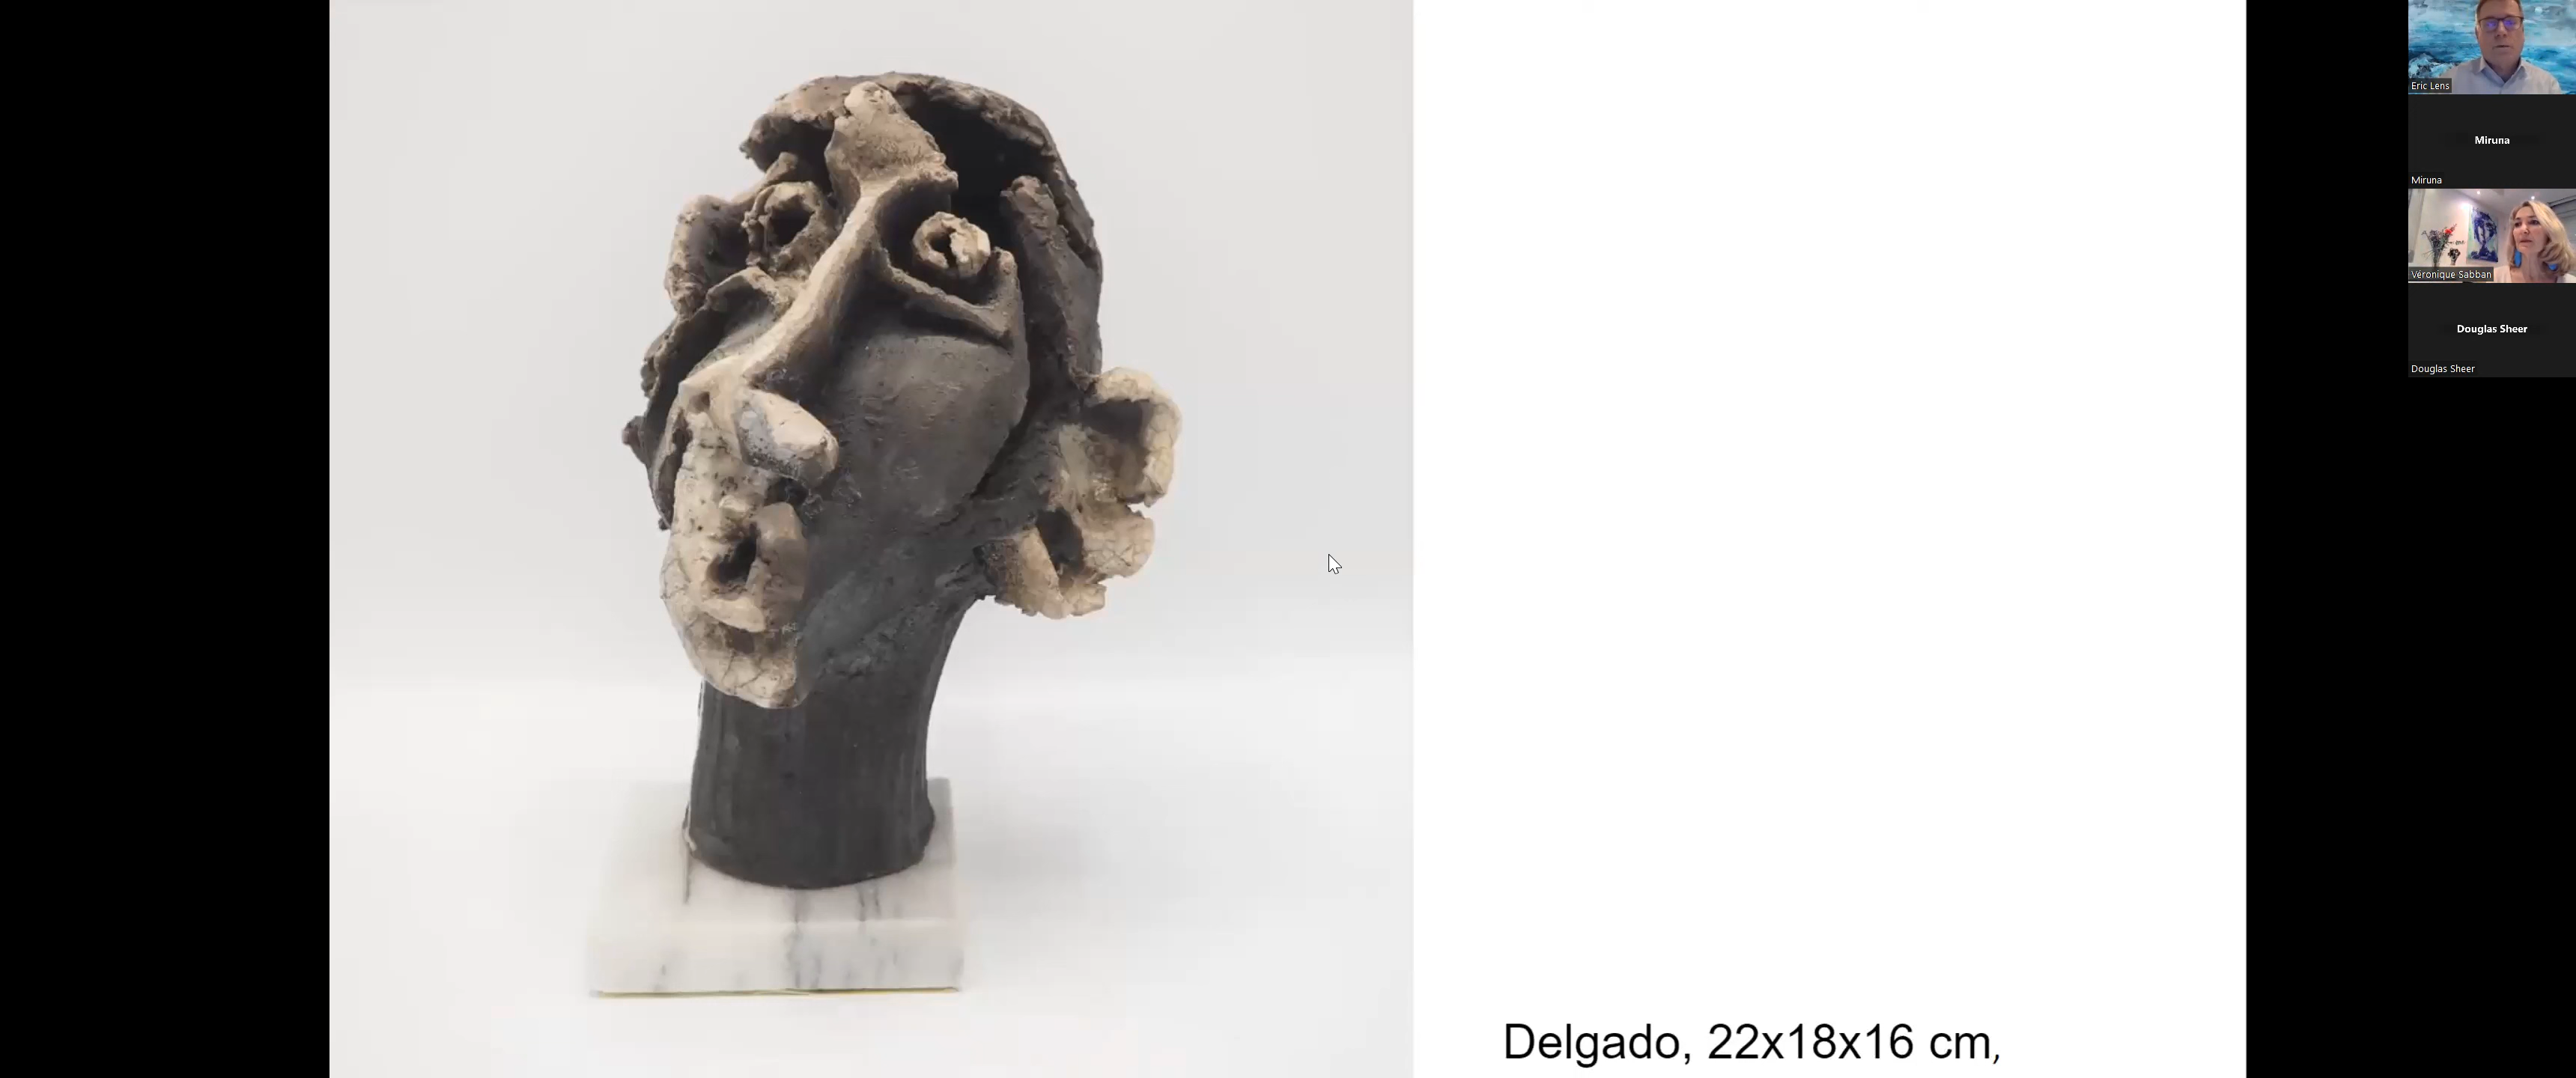 Delgado, 22x18x16 cm,
Eric Lens
Miruna
Miruna
Véronique Sabban
Douglas Sheer
Douglas Sheer